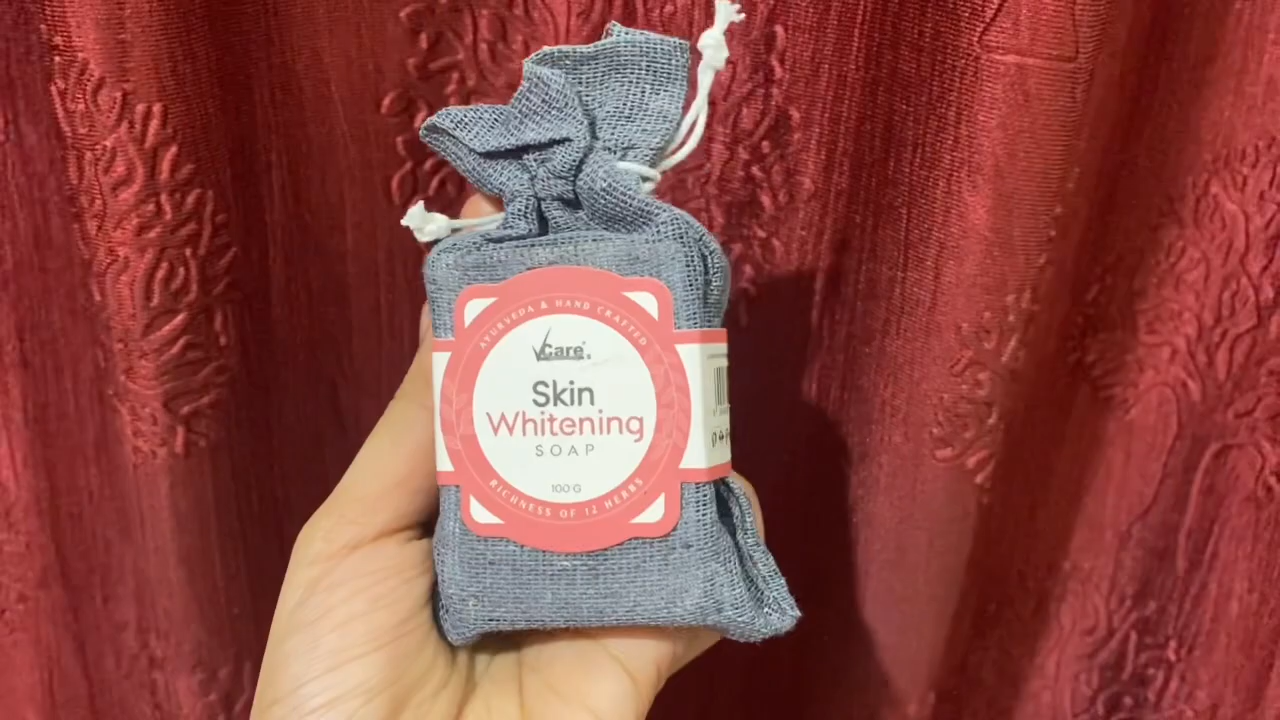 AYURVEDA & HAND CRAFTED
VCare
Skin
Whitening
SOAP
100 G
RICHNESS OF 12 HERBS